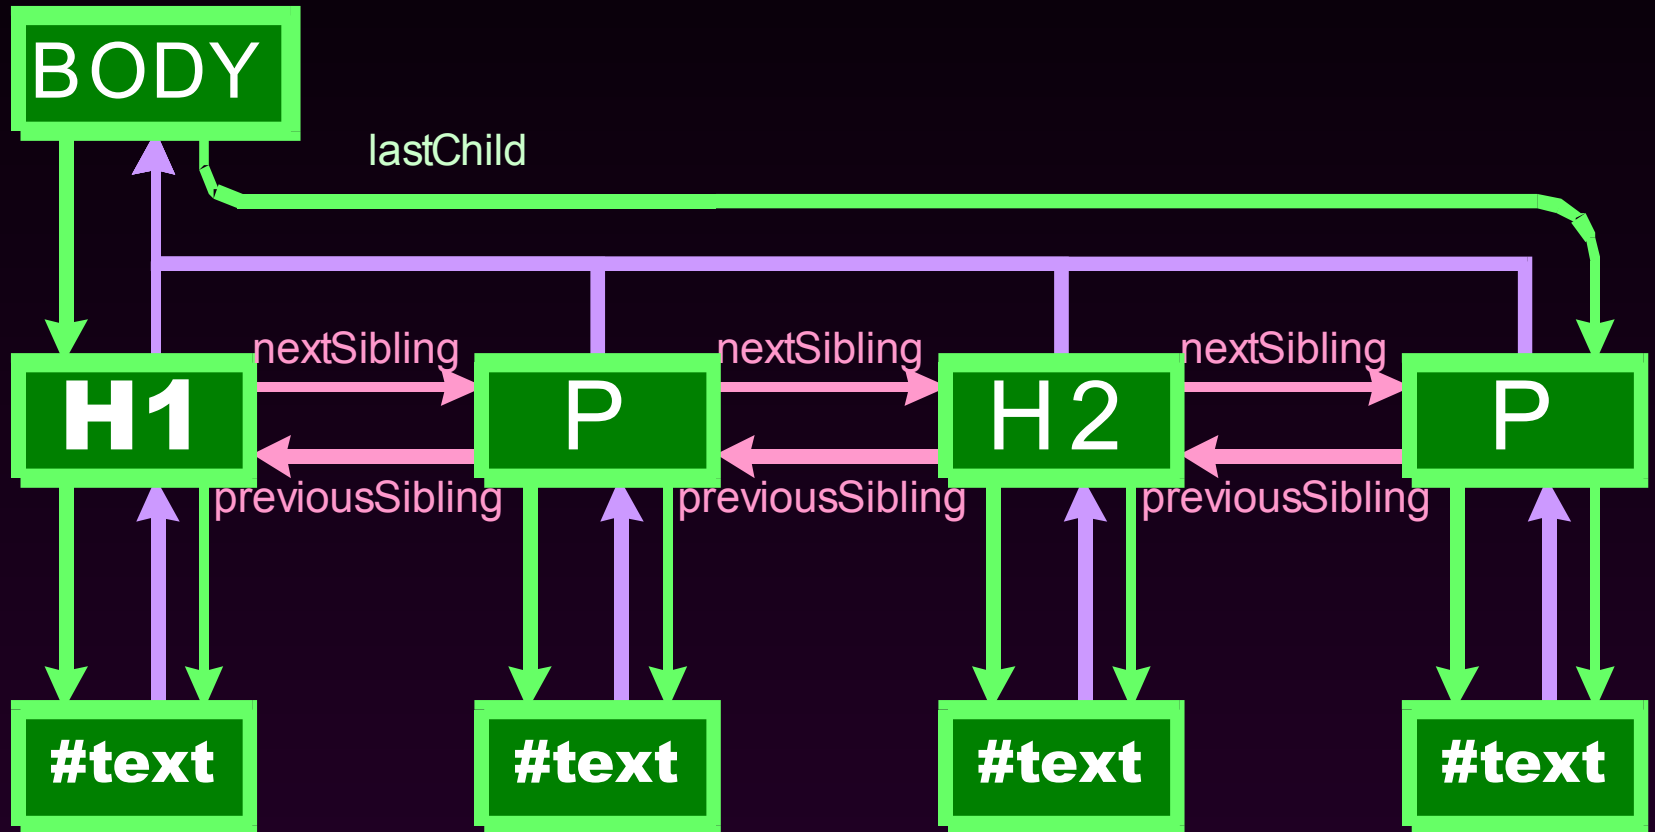 BODY
lastChild
nextSibling
nextSibling
nextSibling
H1
P
H2
P
previousSibling
previousSibling
previousSibling
#text
#text
#text
#text